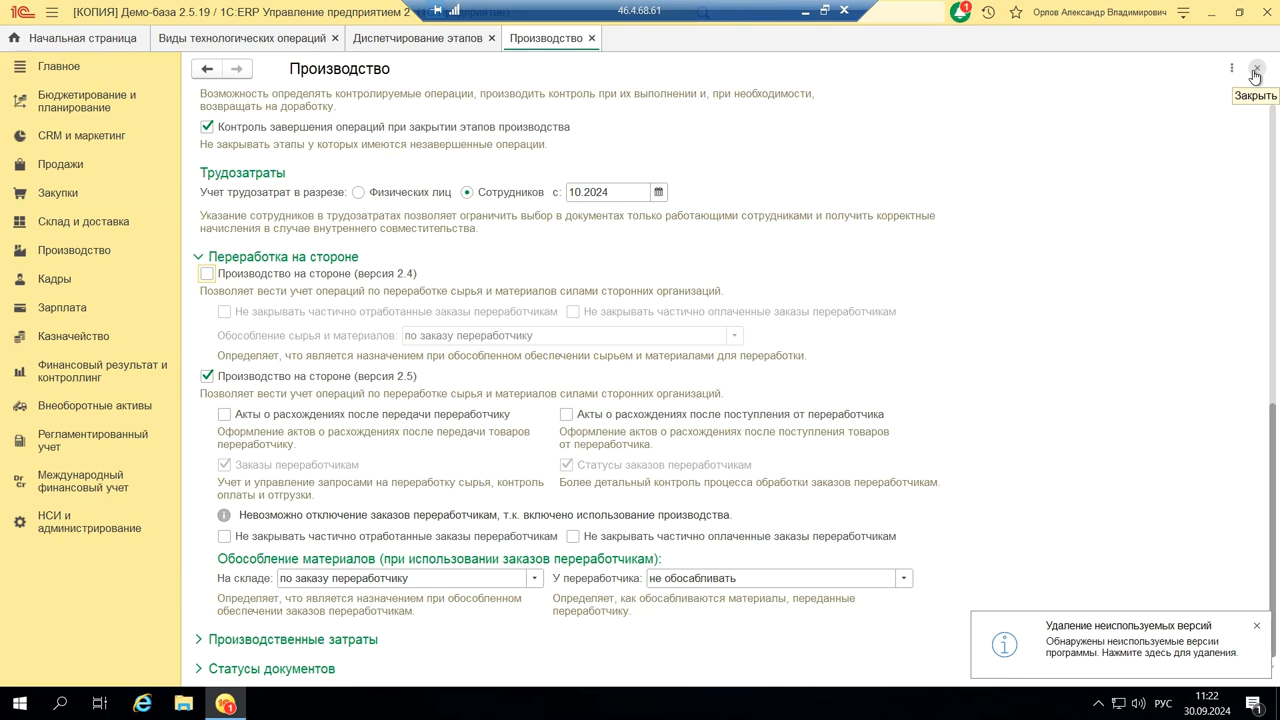 [КОПИЯ] Демо-база 2.5.19 / 1С:ERP Управление предприятием 2
46.4.68.61
Орлов Александр Владимирович
Начальная страница
Виды технологических операций
Диспетчирование этапов
Производство
Главное
Бюджетирование и
планирование
CRM и маркетинг
Продажи
Закупки
Склад и доставка
Производство
Кадры
Зарплата
Казначейство
Финансовый результат и
контроллинг
Внеоборотные активы
Регламентированный
учет
Международный
финансовый учет
НСИ и
администрирование
Производство
Закрыть
Возможность определять контролируемые операции, производить контроль при их выполнении и, при необходимости,
возвращать на доработку.
Контроль завершения операций при закрытии этапов производства
Не закрывать этапы у которых имеются незавершенные операции.
Трудозатраты
Учет трудозатрат в разрезе: Физических лиц Сотрудников с: 10.2024
Указание сотрудников в трудозатратах позволяет ограничить выбор в документах только работающими сотрудниками и получить корректные
начисления в случае внутреннего совместительства.
Переработка на стороне
Производство на стороне (версия 2.4)
Позволяет вести учет операций по переработке сырья и материалов силами сторонних организаций.
Не закрывать частично отработанные заказы переработчикам Не закрывать частично оплаченные заказы переработчикам
Обособление сырья и материалов: по заказу переработчику
Определяет, что является назначением при обособленном обеспечении сырьем и материалами для переработки.
Производство на стороне (версия 2.5)
Позволяет вести учет операций по переработке сырья и материалов силами сторонних организаций.
Акты о расхождениях после передачи переработчику Акты о расхождениях после поступления от переработчика
Оформление актов о расхождениях после передачи товаров
переработчику.
Оформление актов о расхождениях после поступления товаров
от переработчика.
Заказы переработчикам Статусы заказов переработчикам
Учет и управление запросами на переработку сырья, контроль
оплаты и отгрузки.
Более детальный контроль процесса обработки заказов переработчикам.
Невозможно отключение заказов переработчикам, т.к. включено использование производства.
Не закрывать частично отработанные заказы переработчикам Не закрывать частично оплаченные заказы переработчикам
Обособление материалов (при использовании заказов переработчикам):
На складе: по заказу переработчику У переработчика: не обосабливать
Определяет, что является назначением при обособленном
обеспечении заказов переработчикам.
Определяет, как обосабливаются материалы, переданные
переработчику.
Производственные затраты
Статусы документов
Удаление неиспользуемых версий
Обнаружены неиспользуемые версии
программы. Нажмите здесь для удаления.
РУС
11:22
30.09.2024